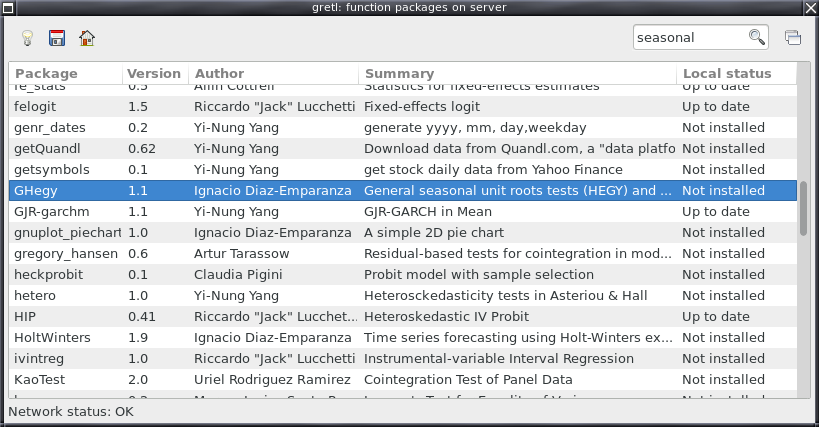 gretl: function packages on server
seasonal
Package Version Author Summary Local status
fe_stats 0.5 Allin Cottrell Statistics for fixed-effects estimates Up to date
felogit 1.5 Riccardo "Jack" Lucchetti Fixed-effects logit Up to date
genr_dates 0.2 Yi-Nung Yang generate yyyy, mm, day,weekday Not installed
getQuandl 0.62 Yi-Nung Yang Download data from Quandl.com, a "data platfo Not installed
getsymbols 0.1 Yi-Nung Yang get stock daily data from Yahoo Finance Not installed
GHegy 1.1 Ignacio Diaz-Emparanza General seasonal unit roots tests (HEGY) and ... Not installed
GJR-garchm 1.1 Yi-Nung Yang GJR-GARCH in Mean Up to date
gnuplot_piechart 1.0 Ignacio Diaz-Emparanza A simple 2D pie chart Not installed
gregory_hansen 0.6 Artur Tarassow Residual-based tests for cointegration in mod... Not installed
heckprobit 0.1 Claudia Pigini Probit model with sample selection Not installed
hetero 1.0 Yi-Nung Yang Heterosckedasticity tests in Asteriou & Hall Not installed
HIP 0.41 Riccardo "Jack" Lucchet... Heteroskedastic IV Probit Up to date
HoltWinters 1.9 Ignacio Diaz-Emparanza Time series forecasting using Holt-Winters ex... Not installed
ivintreg 1.0 Riccardo "Jack" Lucchetti Instrumental-variable Interval Regression Not installed
KaoTest 2.0 Uriel Rodriguez Ramirez Cointegration Test of Panel Data Not installed
Network status: OK